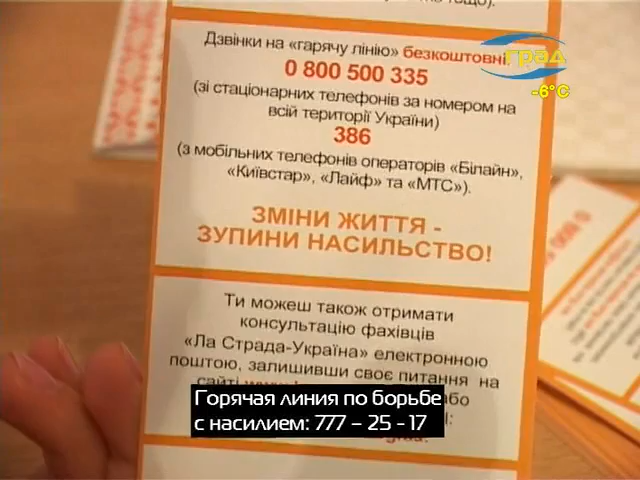 Дзвінки на «гарячу лінію» безкоштовні.
0 800 500 335
(зі стаціонарних телефонів за номером на
всій території України)
386
(з мобільних телефонів операторів «Білайн»,
«Київстар», «Лайф» та «МТС»).
ЗМІНИ ЖИТТЯ -
ЗУПИНИ НАСИЛЬСТВО!
Ти можеш також отримати
консультацію фахівців
«Ла Страда-Україна» електронною
поштою, залишивши своє питання на
сайті
град
-6°C
Горячая линия по борьбе
с насилием: 777 – 25 -17